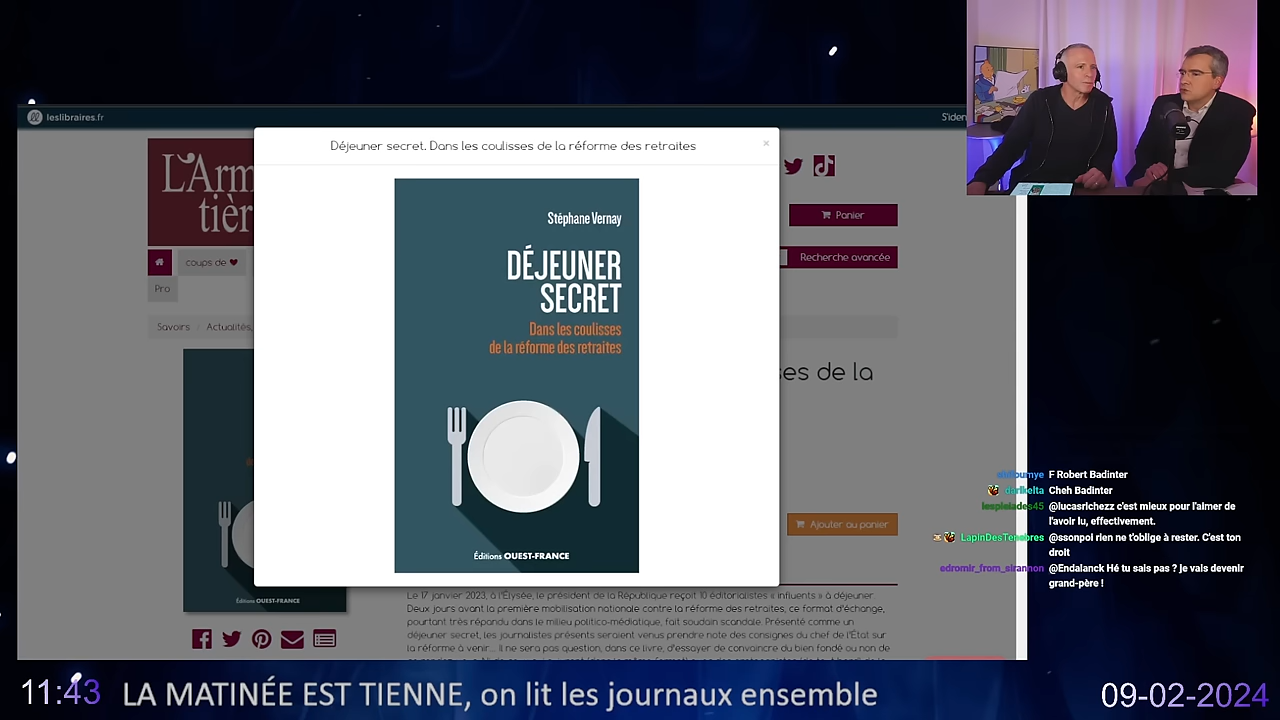 leslibraires.fr
S'iden
Déjeuner secret. Dans les coulisses de la réforme des retraites
×
L'Arm
tièr
Panier
coups de
Recherche avancée
Pro
Savoirs / Actualités,
ses de la
Stéphane Vernay
DÉJEUNER
SECRET
Dans les coulisses
de la réforme des retraites
Éditions OUEST-FRANCE
Éditions OUEST-FRANCE
Ajouter au panier
Le 17 janvier 2023, à l'Élysée, le président de la République reçoit 10 éditorialistes « influents » à déjeuner.
Deux jours avant la première mobilisation nationale contre la réforme des retraites, ce format d'échange,
pourtant très répandu dans le milieu politico-médiatique, fait soudain scandale. Présenté comme un
déjeuner secret, les journalistes présents seraient venus prendre note des consignes du chef de l'État sur
la réforme à venir... Il ne sera pas question, dans ce livre, d'essayer de convaincre du bien fondé ou non de
F Robert Badinter
darikelta Cheh Badinter
lespleiades45 @lucasrichezz c'est mieux pour l'aimer de
l'avoir lu, effectivement.
LapinDesTenebres @ssonpoi rien ne t'oblige à rester. C'est ton
droit
edromir_from_sirannon @Endalanck Hé tu sais pas ? je vais devenir
grand-père !
11:43 LA MATINÉE EST TIENNE, on lit les journaux ensemble 09-02-2024